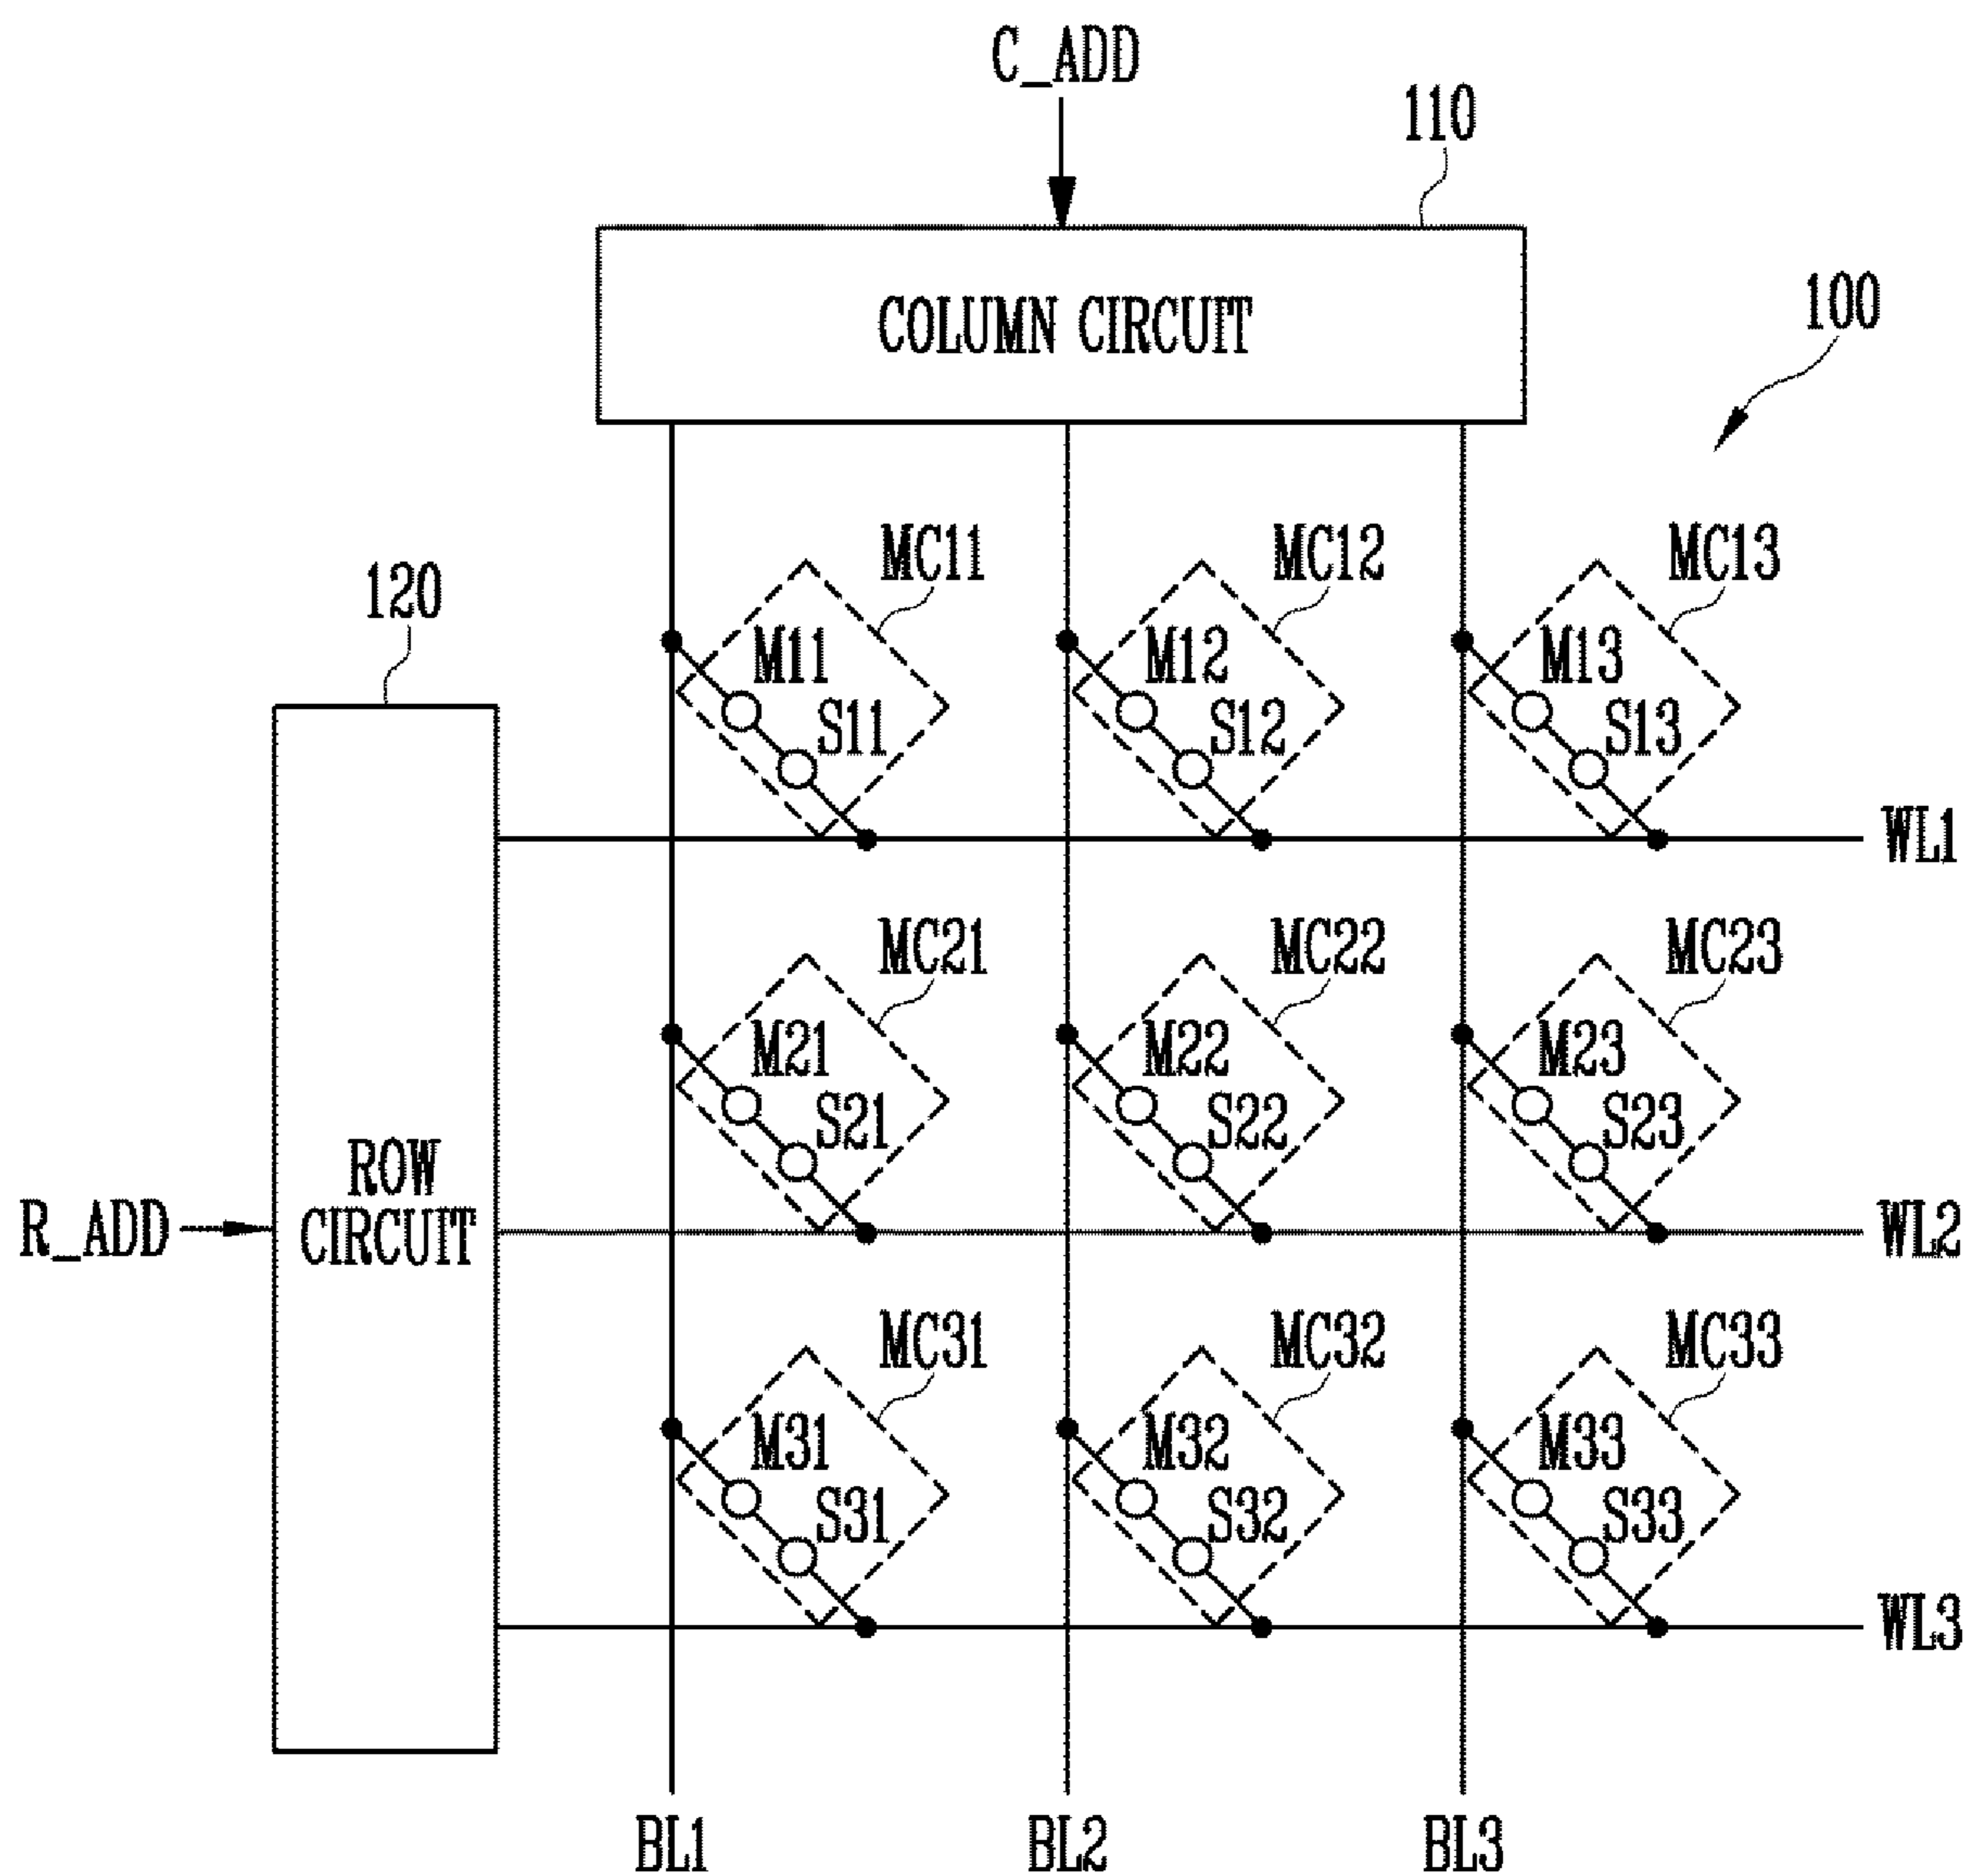 C_ADD
110
COLUMN CIRCUIT
100
MC11
MC12
MC13
120
M11
M12
M13
S11
S12
S13
WL1
MC21
MC22
MC23
M21
M22
M23
S21
S22
S23
ROW
CIRCUIT
R_ADD
WL2
MC31
MC32
MC33
M31
M32
M33
S31
S32
S33
WL3
BL1
BL2
BL3